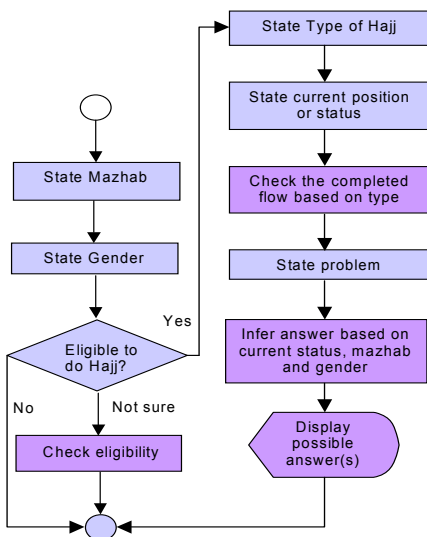 State Mazhab
State Gender
Eligible to
do Hajj?
Yes
No
Not sure
Check eligibility
State Type of Hajj
State current position
or status
Check the completed
flow based on type
State problem
Infer answer based on
current status, mazhab
and gender
Display
possible
answer(s)